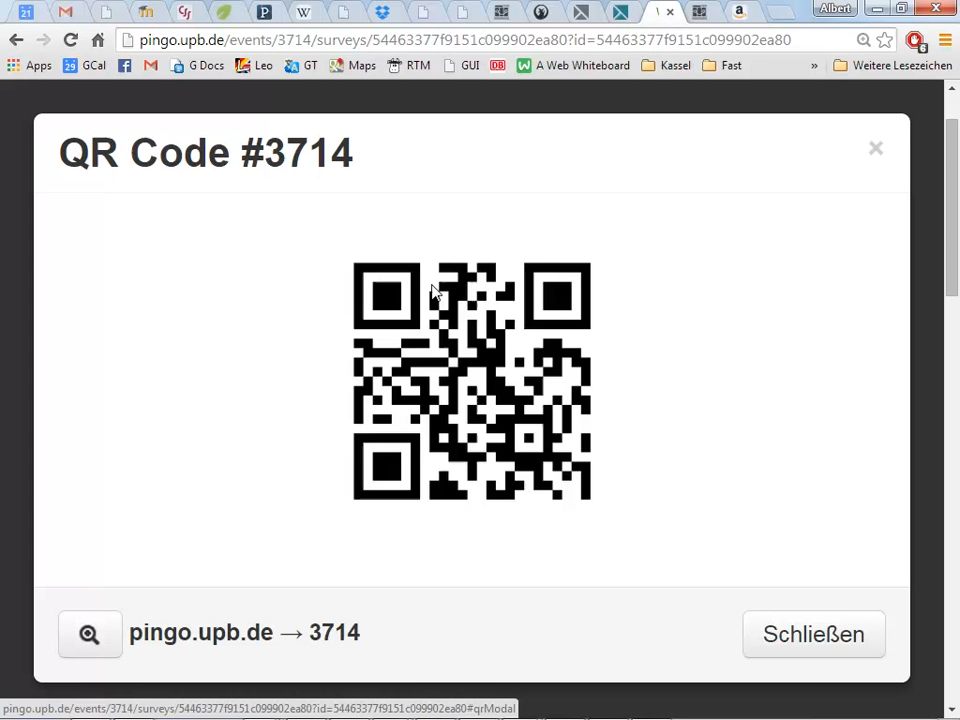 Albert
pingo.upb.de/events/3714/surveys/54463377f9151c099902ea80?id=54463377f9151c099902ea80
Apps GCal G Docs Leo GT Maps RTM GUI DB A Web Whiteboard Kassel Fast » Weitere Lesezeichen
QR Code #3714
×
pingo.upb.de → 3714
Schließen
pingo.upb.de/events/3714/surveys/54463377f9151c099902ea80?id=54463377f9151c099902ea80#qrModal